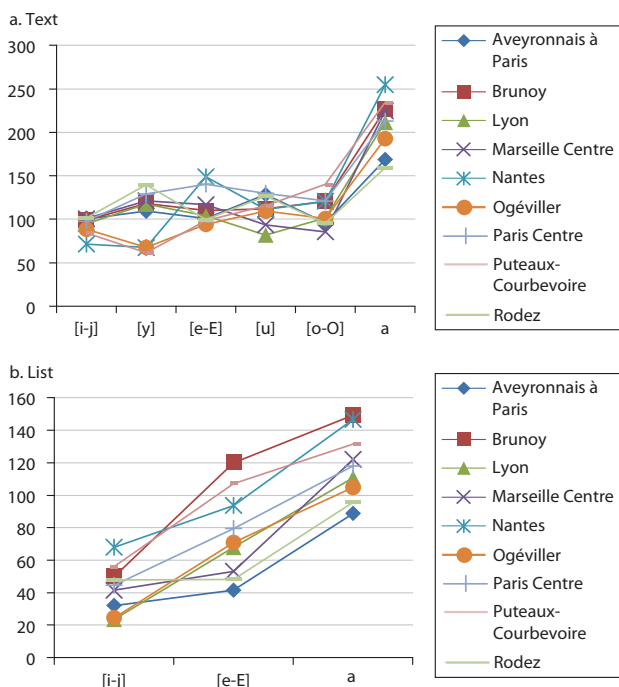 a. Text
300
250
200
150
100
50
0
[i-j] [y] [e-E] [u] [o-O] a
Aveyronnais à
Paris
Brunoy
Lyon
Marseille Centre
Nantes
Ogéviller
Paris Centre
Puteaux-
Courbevoire
Rodez
b. List
160
140
120
100
80
60
40
20
0
[i-j] [e-E] a
Aveyronnais à
Paris
Brunoy
Lyon
Marseille Centre
Nantes
Ogéviller
Paris Centre
Puteaux-
Courbevoire
Rodez